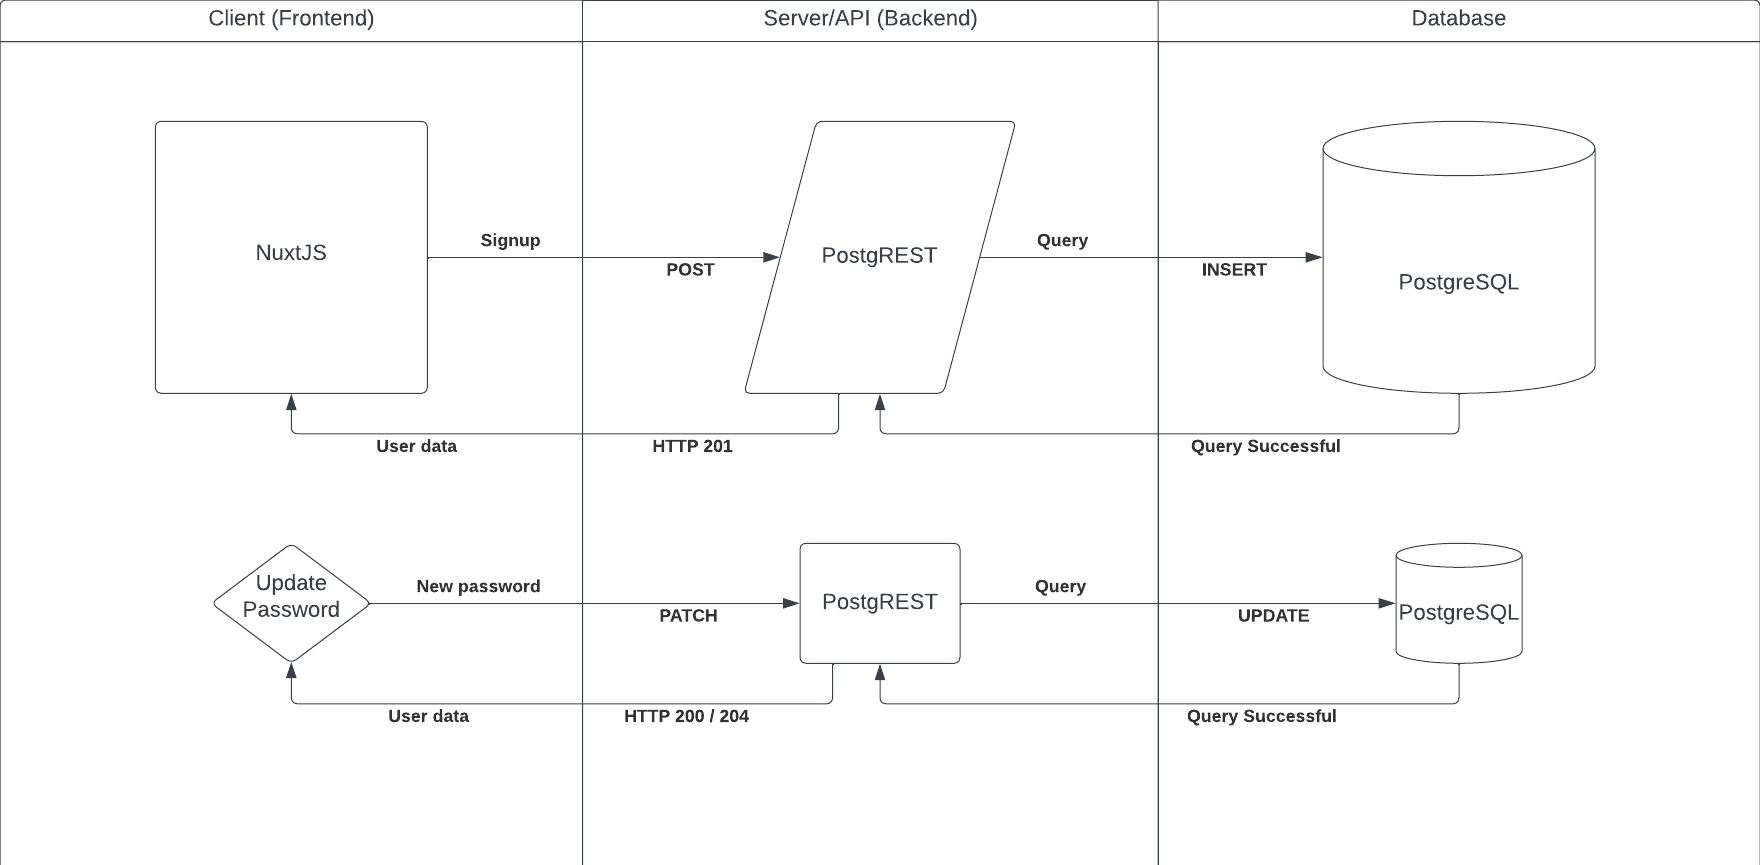 Client (Frontend)
Server/API (Backend)
Database
NuxtJS
Signup
POST
PostgREST
Query
INSERT
PostgreSQL
User data
HTTP 201
Query Successful
Update
Password
New password
PATCH
PostgREST
Query
UPDATE
PostgreSQL
User data
HTTP 200 / 204
Query Successful